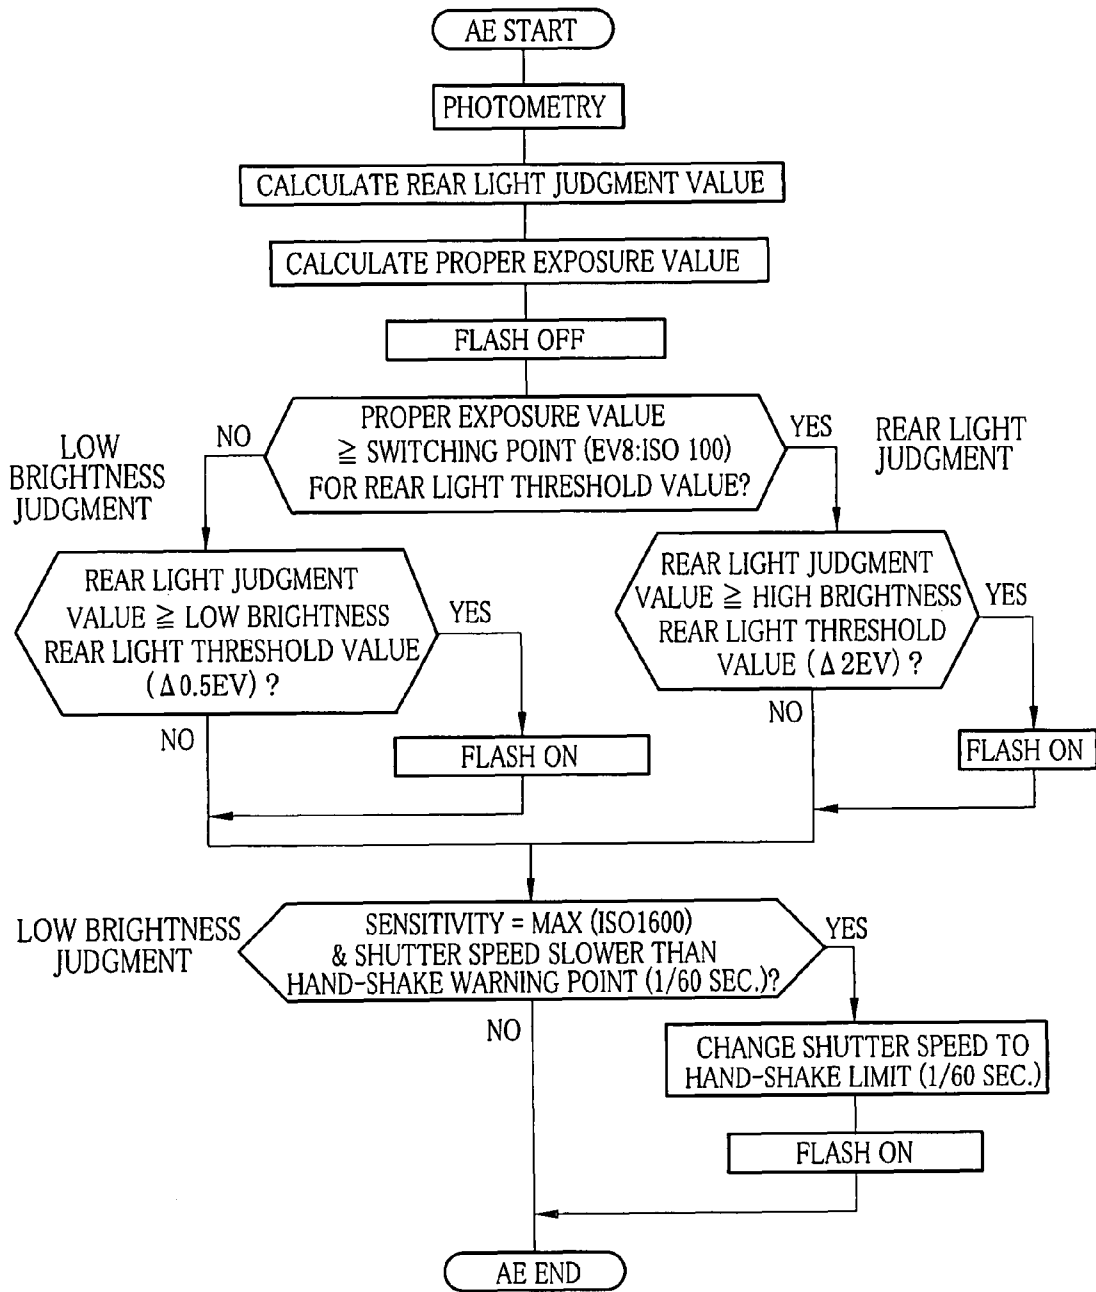 AE START
PHOTOMETRY
CALCULATE REAR LIGHT JUDGMENT VALUE
CALCULATE PROPER EXPOSURE VALUE
FLASH OFF
PROPER EXPOSURE VALUE
≧ SWITCHING POINT (EV8:ISO 100)
FOR REAR LIGHT THRESHOLD VALUE?
NO
YES
LOW
BRIGHTNESS
JUDGMENT
REAR LIGHT
JUDGMENT
REAR LIGHT JUDGMENT
VALUE ≧ LOW BRIGHTNESS
REAR LIGHT THRESHOLD VALUE
(Δ0.5EV) ?
YES
NO
FLASH ON
REAR LIGHT JUDGMENT
VALUE ≧ HIGH BRIGHTNESS
REAR LIGHT THRESHOLD
VALUE (Δ2EV) ?
YES
NO
FLASH ON
LOW BRIGHTNESS
JUDGMENT
SENSITIVITY = MAX (ISO1600)
& SHUTTER SPEED SLOWER THAN
HAND-SHAKE WARNING POINT (1/60 SEC.)?
YES
NO
CHANGE SHUTTER SPEED TO
HAND-SHAKE LIMIT (1/60 SEC.)
FLASH ON
AE END